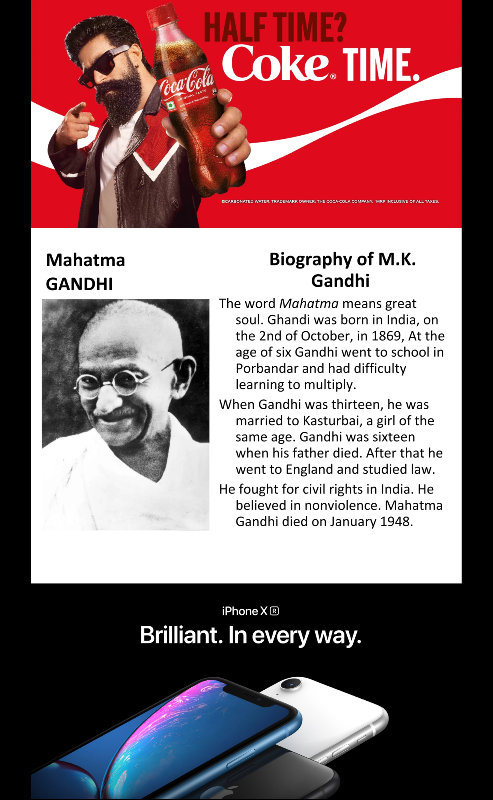 HALF TIME?
Coke® TIME.
Coca-Cola
©CARBONATED WATER. TRADEMARK OWNER: THE COCA-COLA COMPANY. *MRP INCLUSIVE OF ALL TAXES.
Mahatma
GANDHI
Biography of M.K.
Gandhi
The word Mahatma means great
soul. Ghandi was born in India, on
the 2nd of October, in 1869, At the
age of six Gandhi went to school in
Porbandar and had difficulty
learning to multiply.
When Gandhi was thirteen, he was
married to Kasturbai, a girl of the
same age. Gandhi was sixteen
when his father died. After that he
went to England and studied law.
He fought for civil rights in India. He
believed in nonviolence. Mahatma
Gandhi died on January 1948.
iPhone XR
Brilliant. In every way.